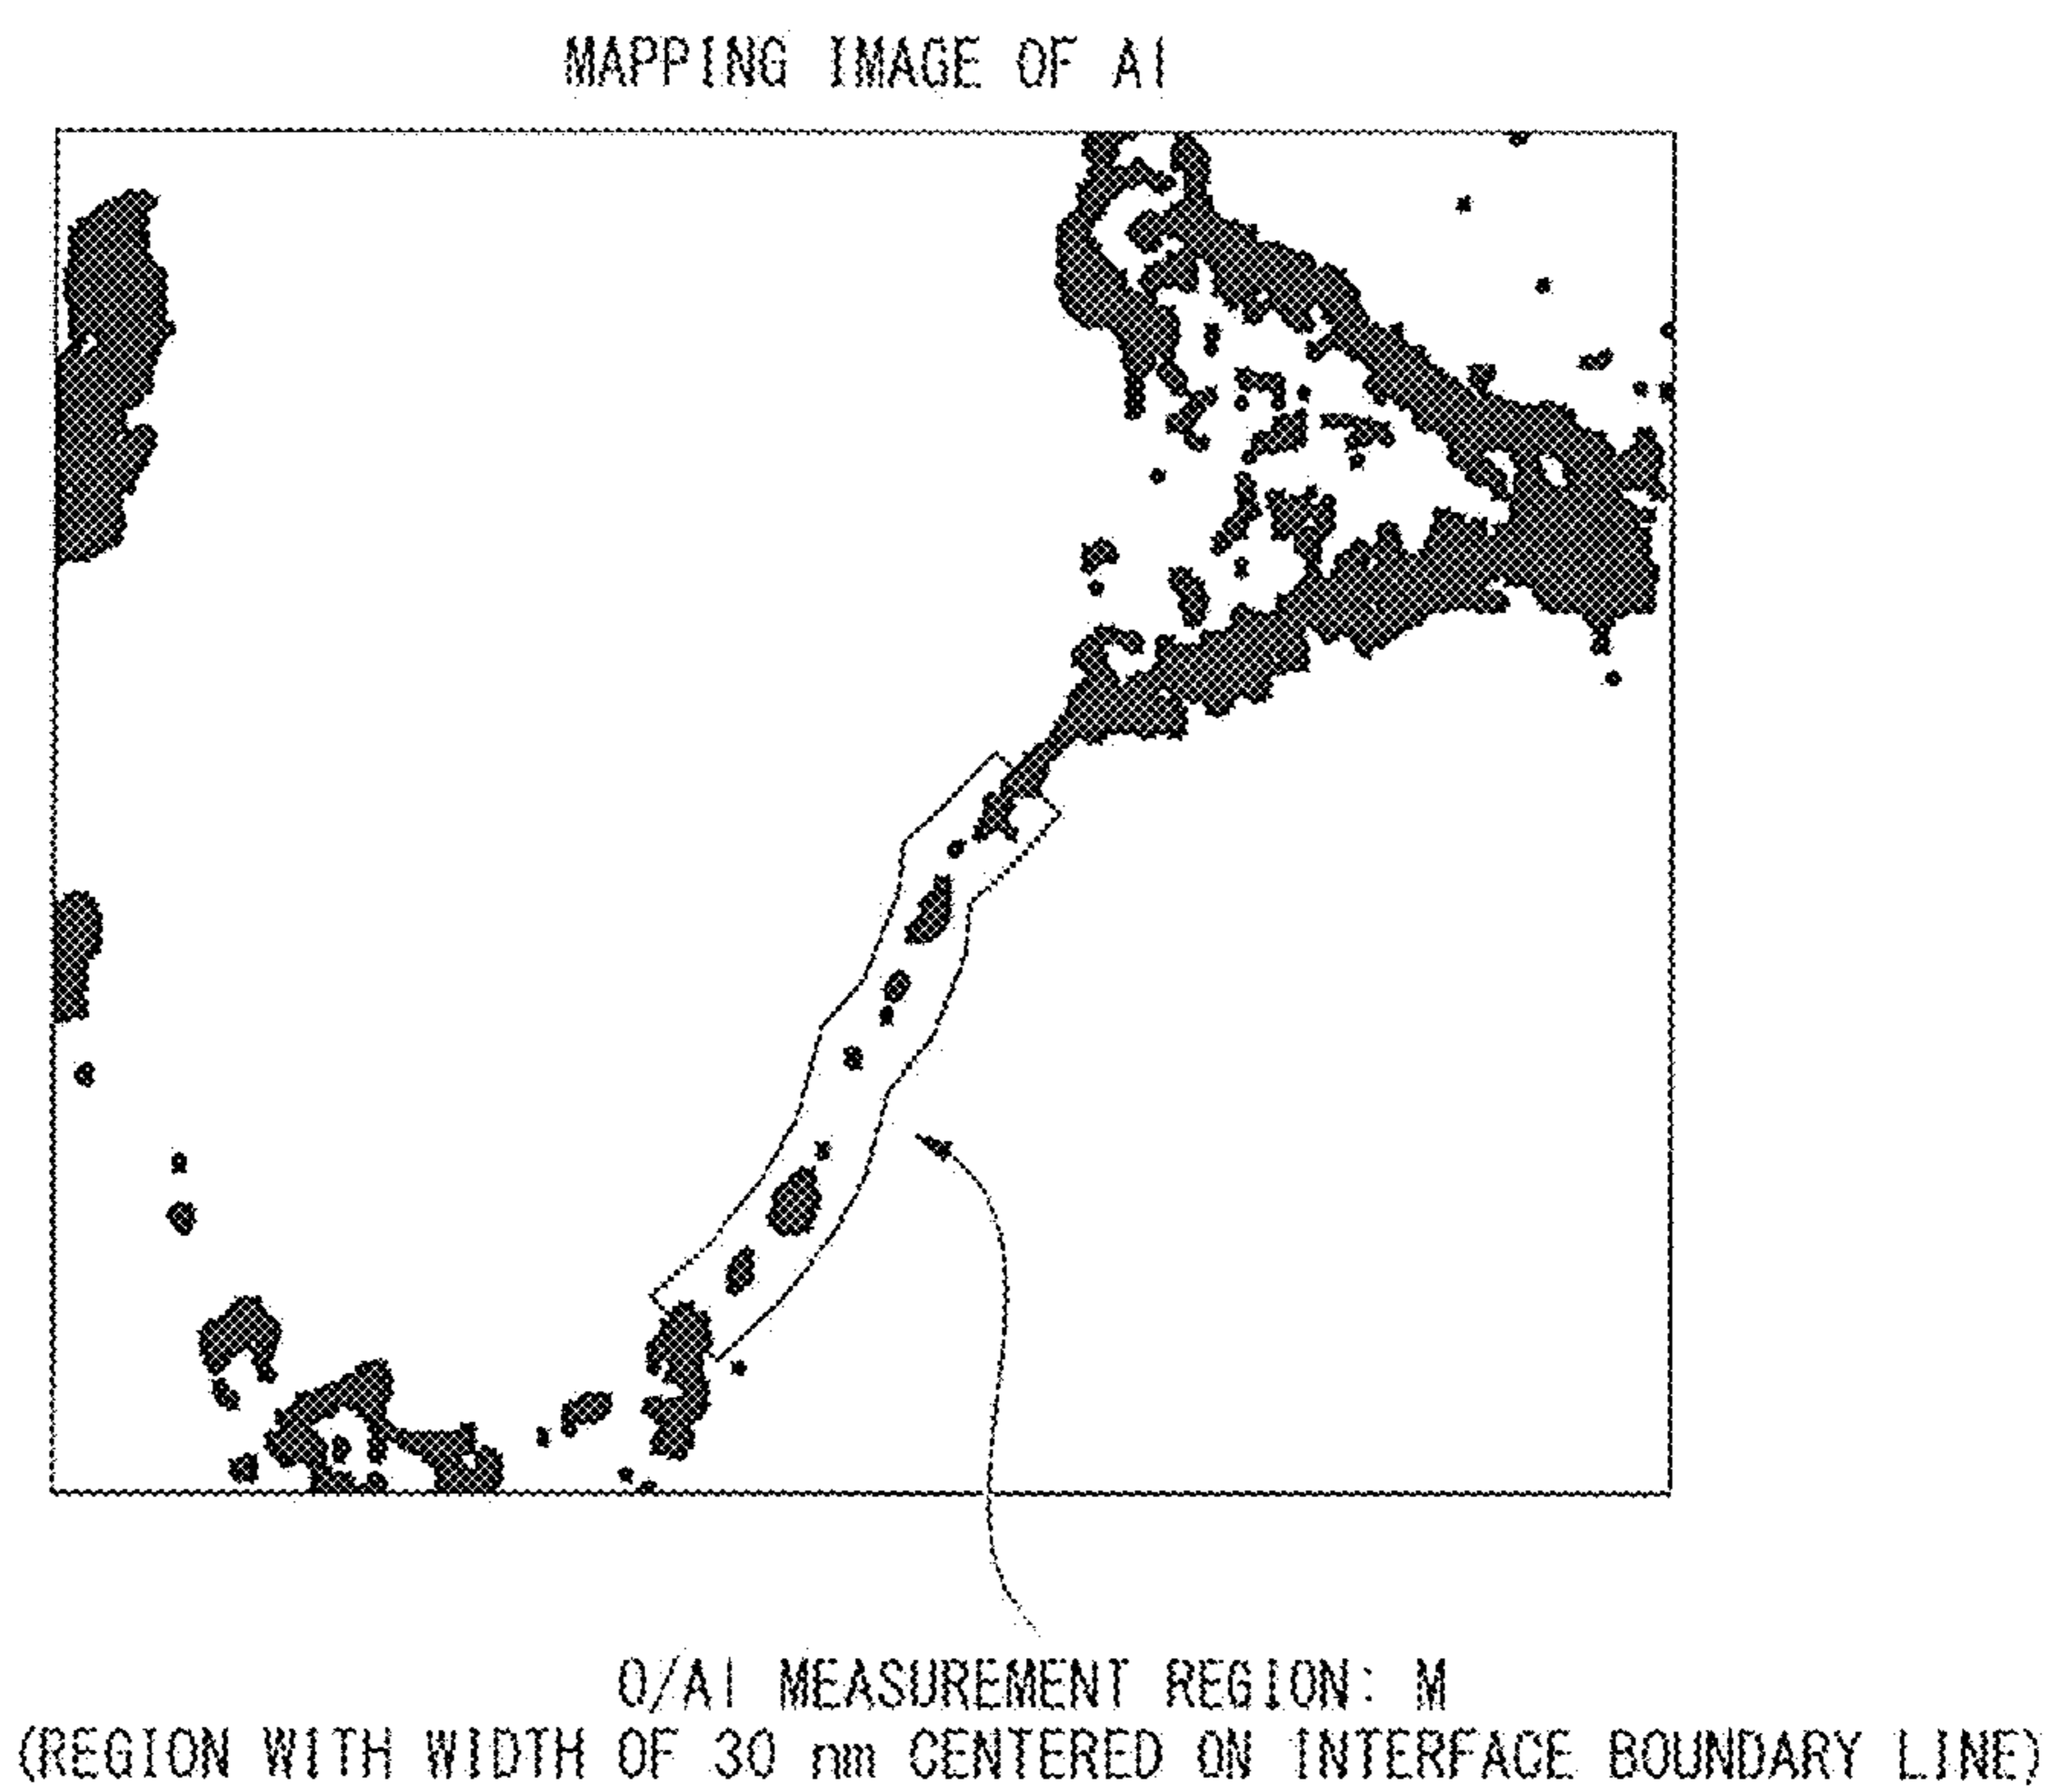 MAPPING IMAGE OF Al
O/Al MEASUREMENT REGION: M
(REGION WITH WIDTH OF 30 nm CENTERED ON INTERFACE BOUNDARY LINE)